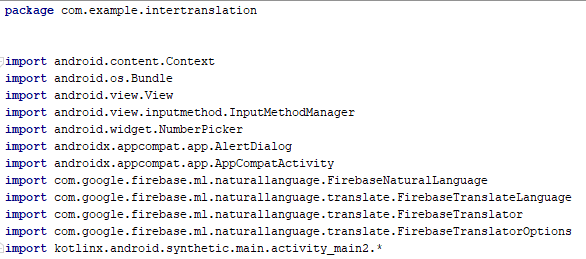 package com.example.intertranslation
import android.content.Context
import android.os.Bundle
import android.view.View
import android.view.inputmethod.InputMethodManager
import android.widget.NumberPicker
import androidx.appcompat.app.AlertDialog
import androidx.appcompat.app.AppCompatActivity
import com.google.firebase.ml.naturallanguage.FirebaseNaturalLanguage
import com.google.firebase.ml.naturallanguage.translate.FirebaseTranslateLanguage
import com.google.firebase.ml.naturallanguage.translate.FirebaseTranslator
import com.google.firebase.ml.naturallanguage.translate.FirebaseTranslatorOptions
import kotlinx.android.synthetic.main.activity_main2.*